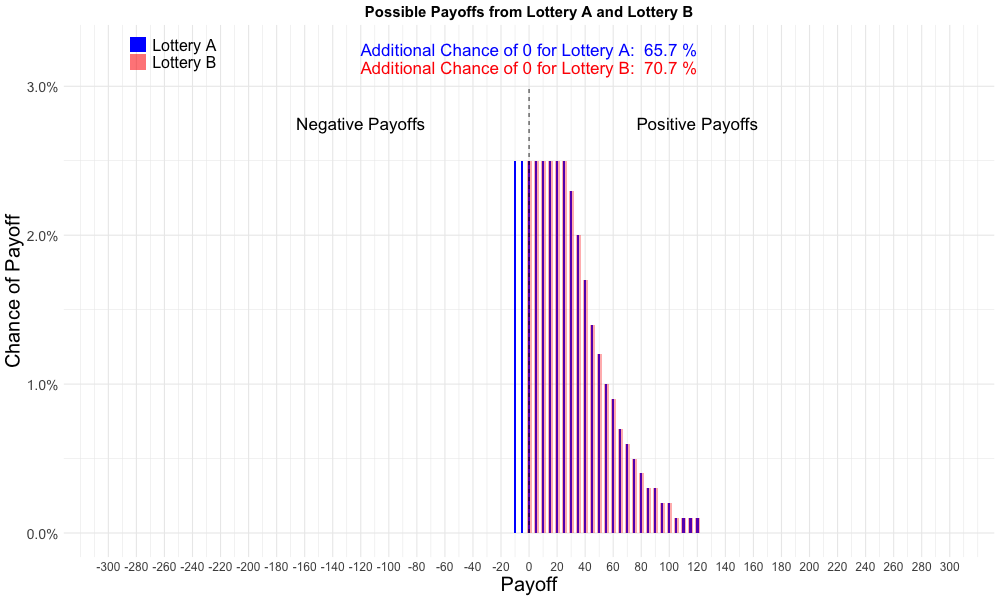 Possible Payoffs from Lottery A and Lottery B
Lottery A
Lottery B
Additional Chance of 0 for Lottery A: 65.7 %
Additional Chance of 0 for Lottery B: 70.7 %
Negative Payoffs
Positive Payoffs
3.0%
2.0%
1.0%
0.0%
Chance of Payoff
-300 -280 -260 -240 -220 -200 -180 -160 -140 -120 -100 -80 -60 -40 -20 0 20 40 60 80 100 120 140 160 180 200 220 240 260 280 300
Payoff